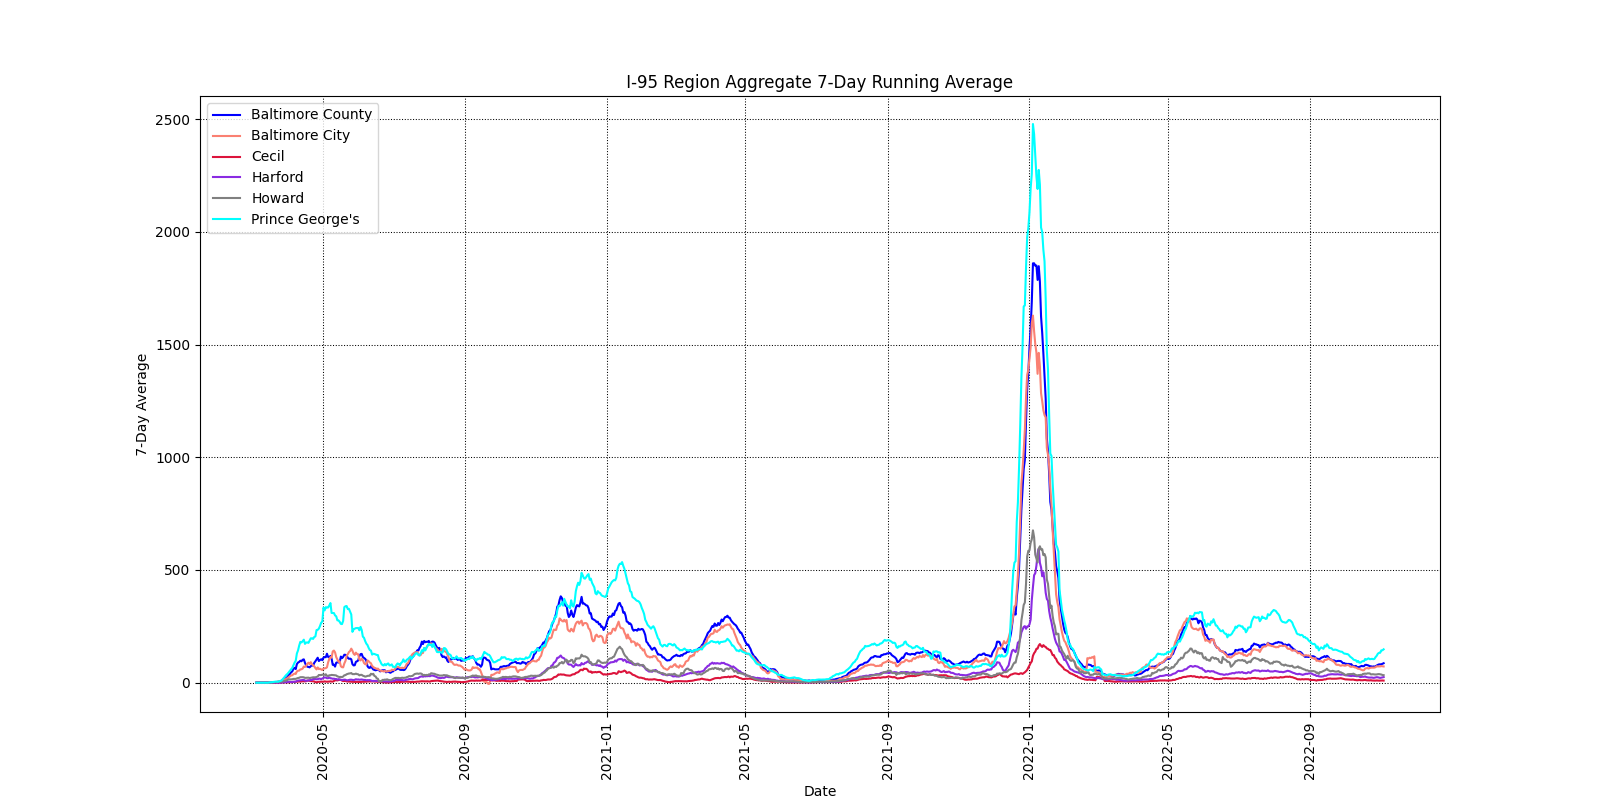 I-95 Region Aggregate 7-Day Running Average
Baltimore County
Baltimore City
Cecil
Harford
Howard
Prince George's
2500
2000
1500
1000
500
0
7-Day Average
2020-05
2020-09
2021-01
2021-05
2021-09
2022-01
2022-05
2022-09
Date